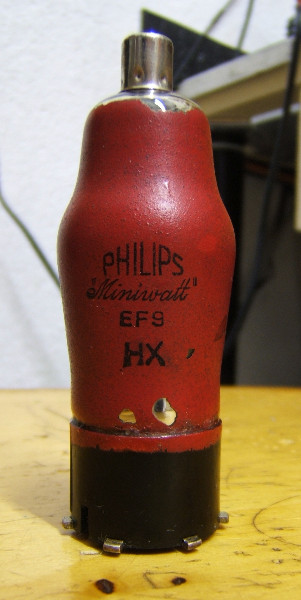 PHILIPS
"Miniwatt"
EF9
HX